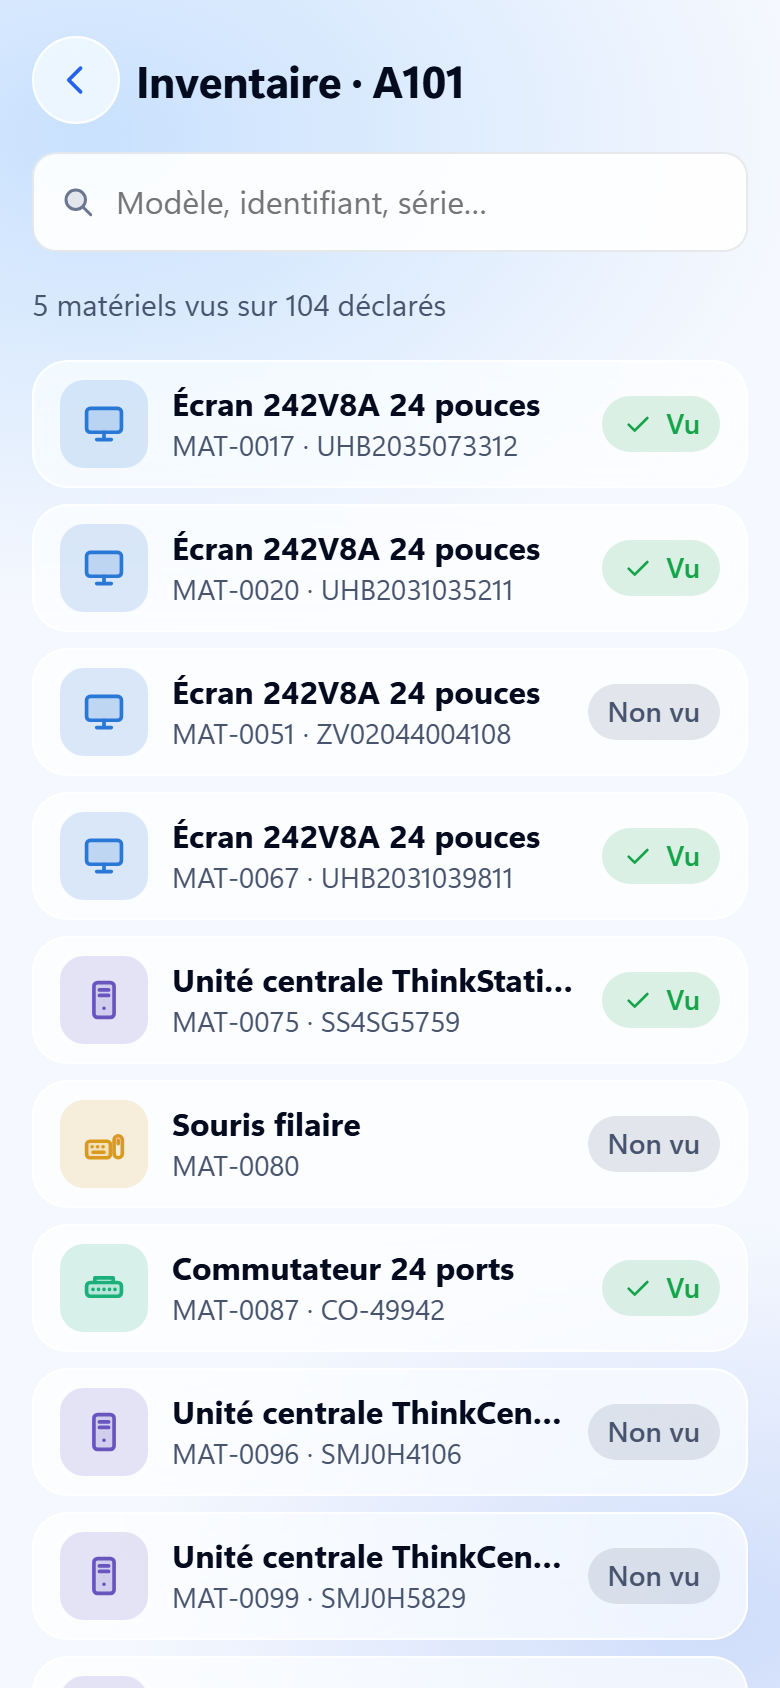 Inventaire · A101
Modèle, identifiant, série...
5 matériels vus sur 104 déclarés
Écran 242V8A 24 pouces
MAT-0017 · UHB2035073312
Vu
Écran 242V8A 24 pouces
MAT-0020 · UHB2031035211
Vu
Écran 242V8A 24 pouces
MAT-0051 · ZV02044004108
Non vu
Écran 242V8A 24 pouces
MAT-0067 · UHB2031039811
Vu
Unité centrale ThinkStati...
MAT-0075 · SS4SG5759
Vu
Souris filaire
MAT-0080
Non vu
Commutateur 24 ports
MAT-0087 · CO-49942
Vu
Unité centrale ThinkCen...
MAT-0096 · SMJ0H4106
Non vu
Unité centrale ThinkCen...
MAT-0099 · SMJ0H5829
Non vu